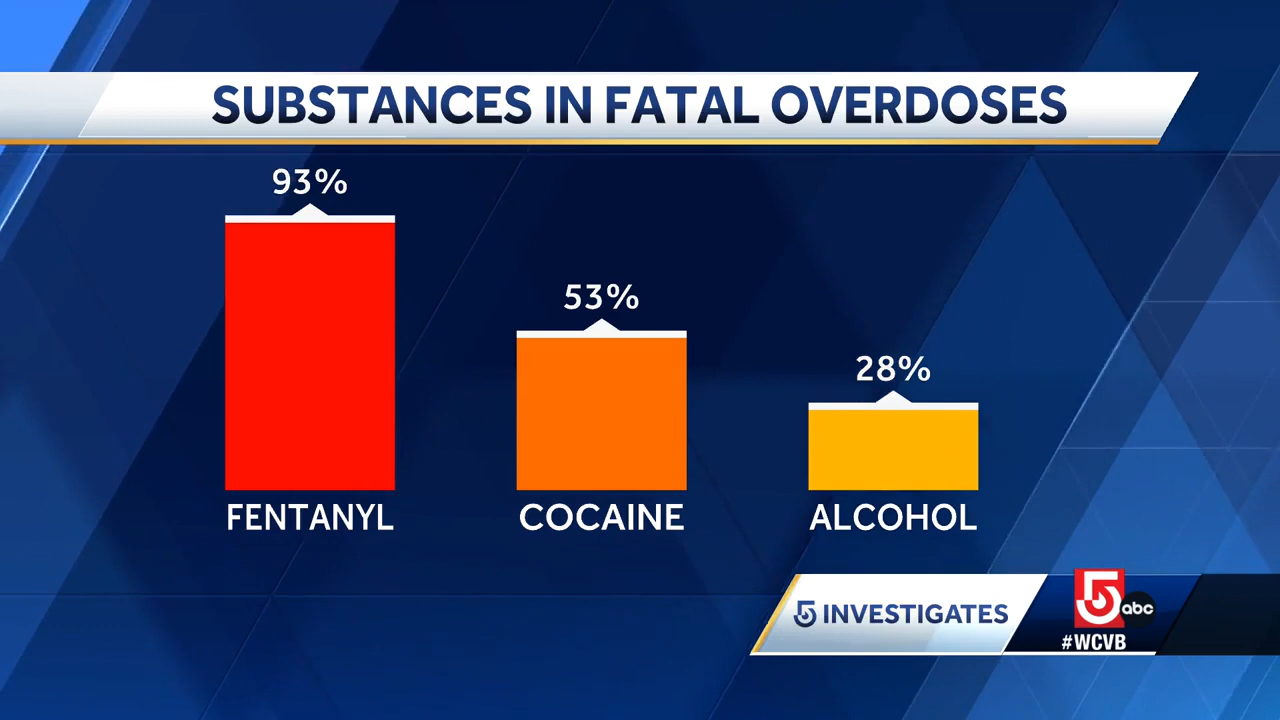 SUBSTANCES IN FATAL OVERDOSES
93%
53%
28%
FENTANYL
COCAINE
ALCOHOL
5 INVESTIGATES
5 abc
#WCVB